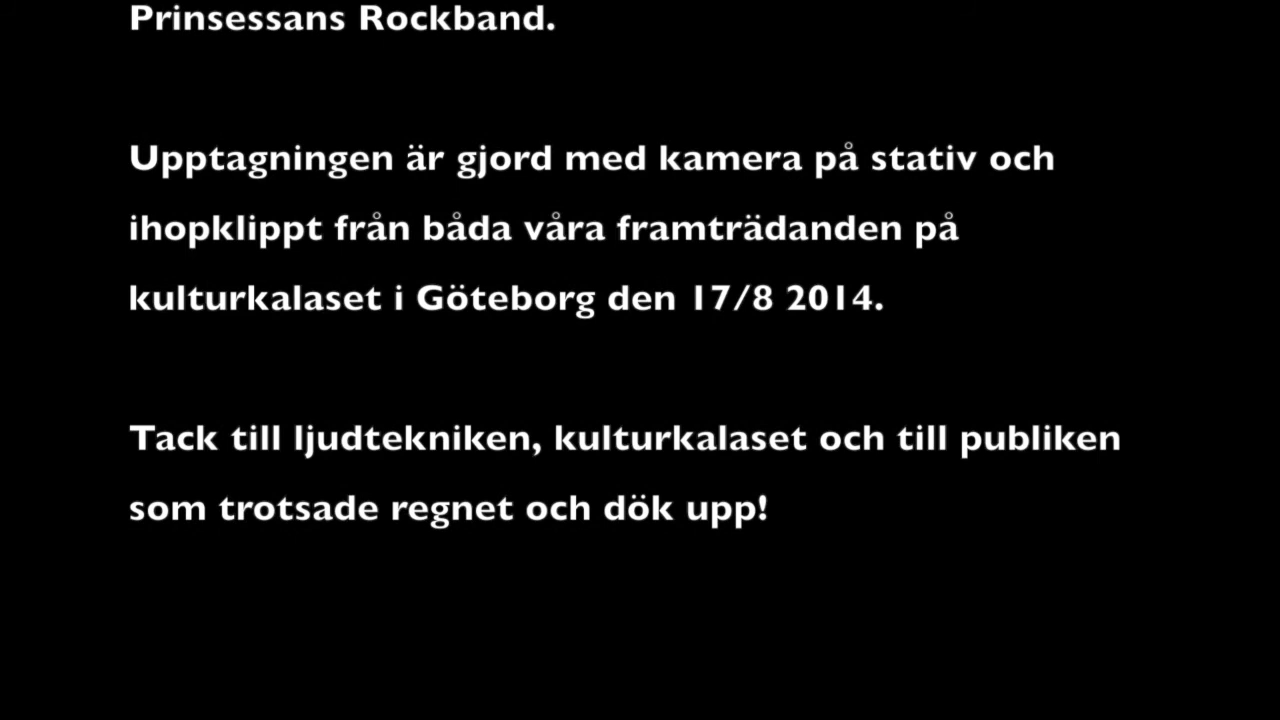 Prinsessans Rockband.
Upptagningen är gjord med kamera på stativ och
ihopklippt från båda våra framträdanden på
kulturkalaset i Göteborg den 17/8 2014.
Tack till ljudtekniken, kulturkalaset och till publiken
som trotsade regnet och dök upp!